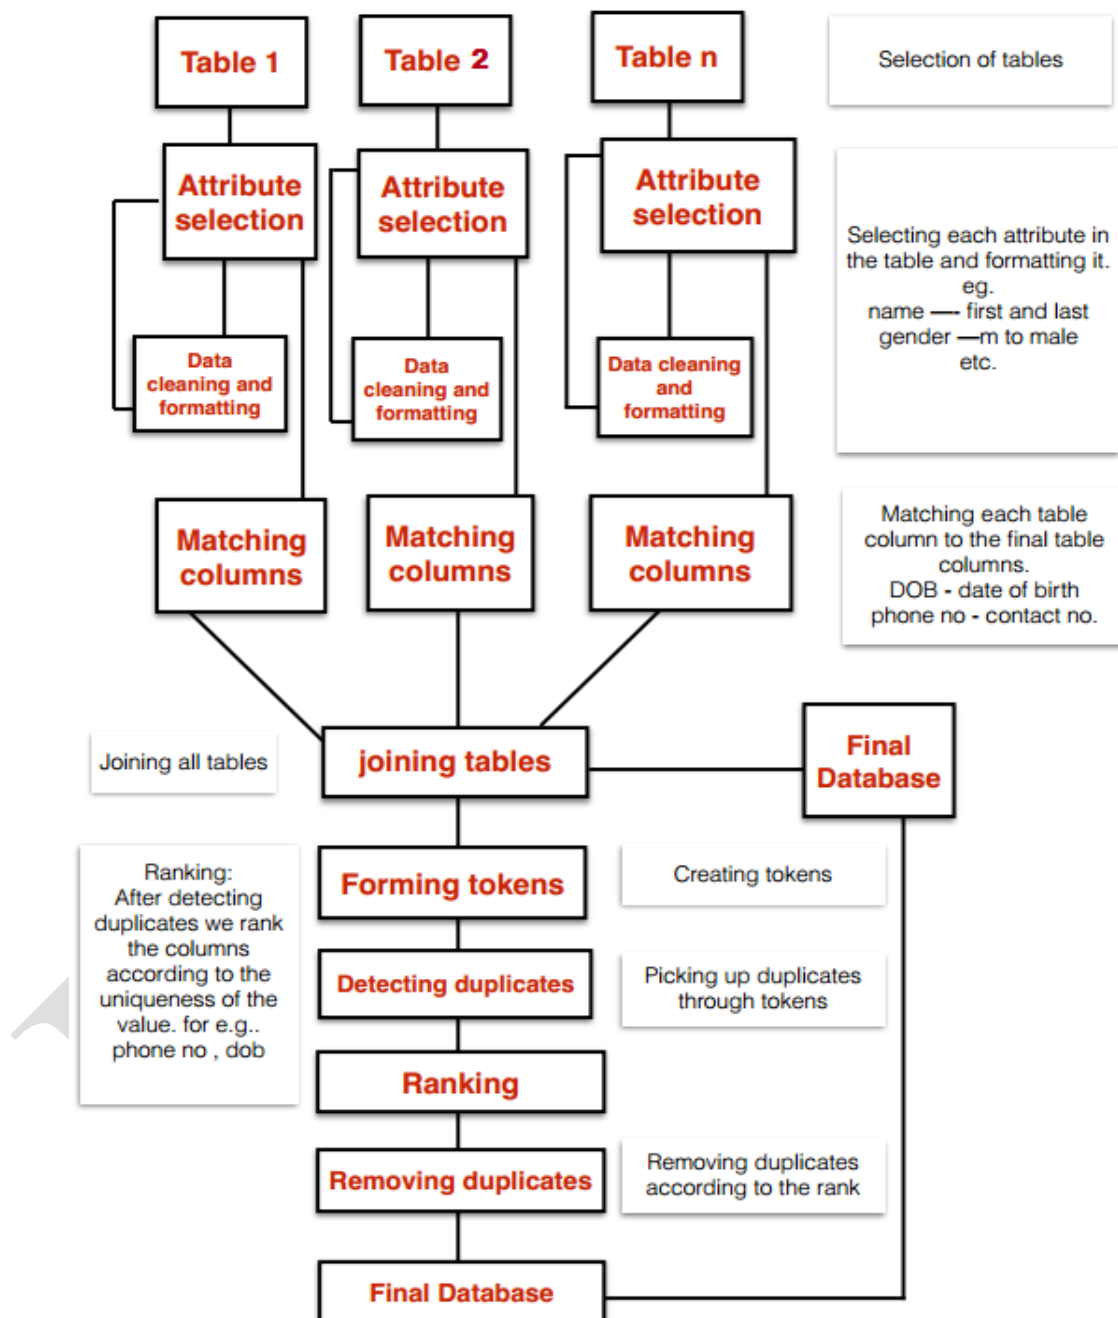 Table 1
Table 2
Table n
Selection of tables
Attribute
selection
Attribute
selection
Attribute
selection
Selecting each attribute in
the table and formatting it.
eg.
name —- first and last
gender —m to male
etc.
Data
cleaning and
formatting
Data
cleaning and
formatting
Data cleaning
and
formatting
Matching
columns
Matching
columns
Matching
columns
Matching each table
column to the final table
columns.
DOB - date of birth
phone no - contact no.
Joining all tables
joining tables
Final
Database
Ranking:
After detecting
duplicates we rank
the columns
according to the
uniqueness of the
value. for e.g..
phone no , dob
Forming tokens
Creating tokens
Detecting duplicates
Picking up duplicates
through tokens
Ranking
Removing duplicates
Removing duplicates
according to the rank
Final Database